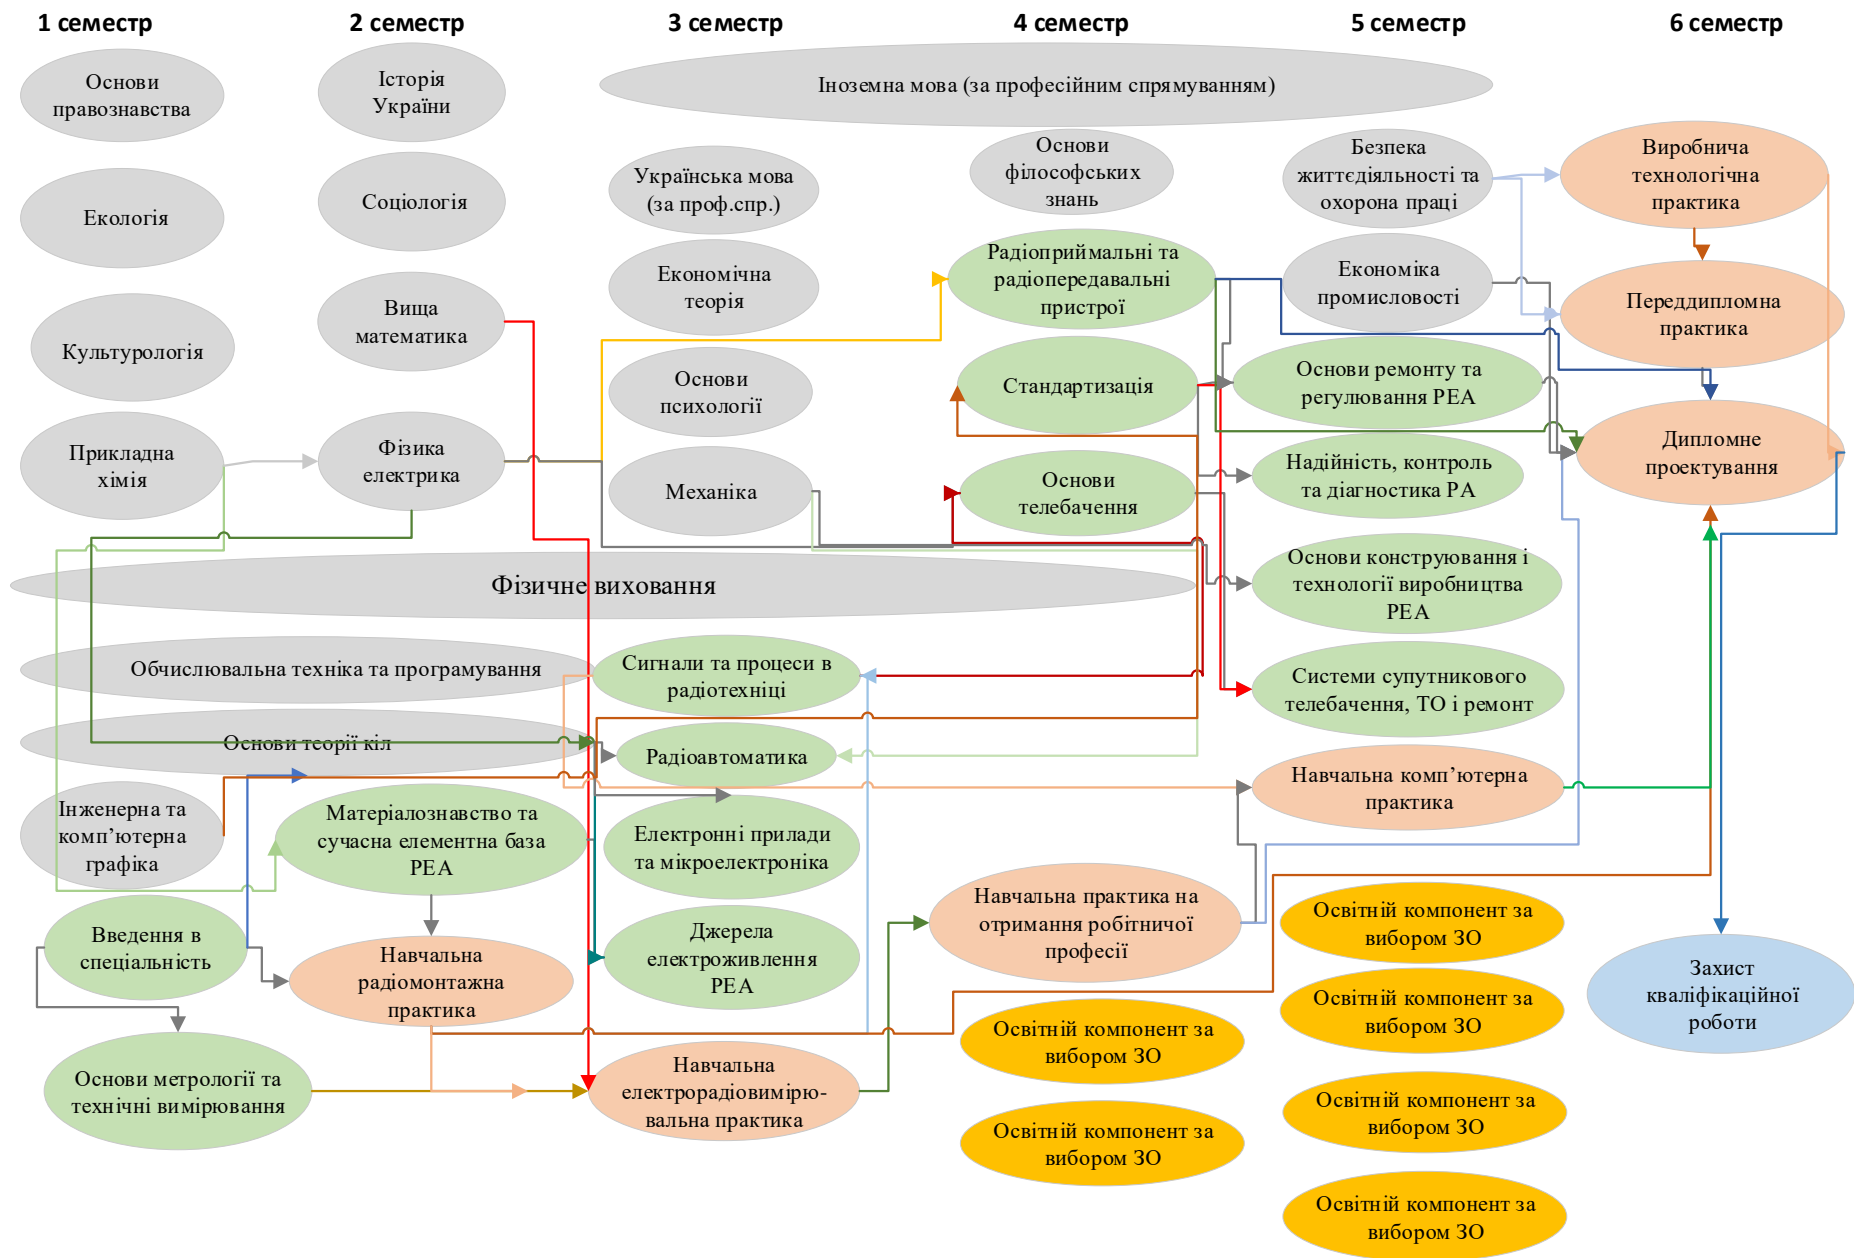 1 семестр
2 семестр
3 семестр
4 семестр
5 семестр
6 семестр
Основи
правознавства
Екологія
Культурологія
Прикладна
хімія
Історія
України
Соціологія
Вища
математика
Фізика
електрика
Іноземна мова (за професійним спрямуванням)
Українська мова
(за проф.спр.)
Економічна
теорія
Основи
психології
Механіка
Основи
філософських
знань
Радіоприймальні та
радіопередавальні
пристрої
Стандартизація
Основи
телебачення
Безпека
життєдіяльності та
охорона праці
Економіка
промисловості
Основи ремонту та
регулювання РЕА
Надійність, контроль
та діагностика РА
Основи конструювання і
технології виробництва
РЕА
Системи супутникового
телебачення, ТО і ремонт
Навчальна комп’ютерна
практика
Виробнича
технологічна
практика
Переддипломна
практика
Дипломне
проектування
Фізичне виховання
Обчислювальна техніка та програмування
Основи теорії кіл
Інженерна та
комп’ютерна
графіка
Введення в
спеціальність
Основи метрології та
технічні вимірювання
Матеріалознавство та
сучасна елементна база
РЕА
Навчальна
радіомонтажна
практика
Сигнали та процеси в
радіотехніці
Радіоавтоматика
Електронні прилади
та мікроелектроніка
Джерела
електроживлення
РЕА
Навчальна
електрорадіовимірю-
вальна практика
Навчальна практика на
отримання робітничої
професії
Освітній компонент за
вибором ЗО
Освітній компонент за
вибором ЗО
Освітній компонент за
вибором ЗО
Освітній компонент за
вибором ЗО
Освітній компонент за
вибором ЗО
Освітній компонент за
вибором ЗО
Захист
кваліфікаційної
роботи